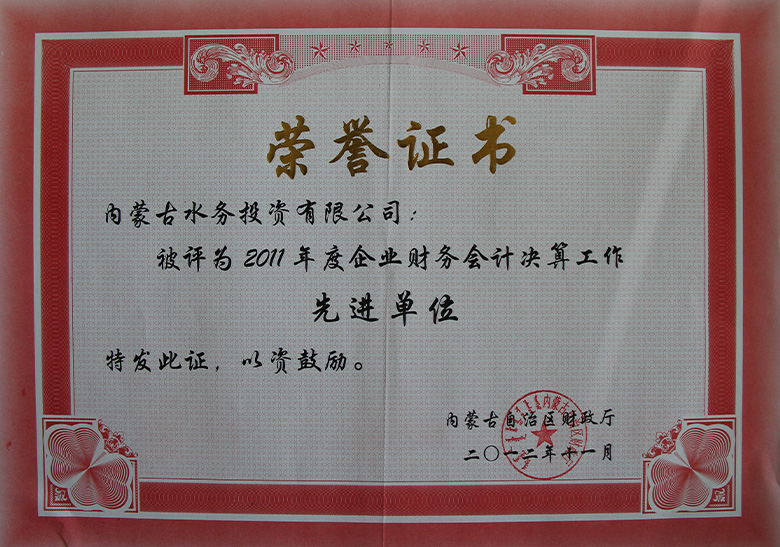 荣誉证书
内蒙古水务投资有限公司：
被评为2011年度企业财务会计决算工作
先进单位
特发此证，以资鼓励。
内蒙古自治区财政厅
二〇一二年十一月